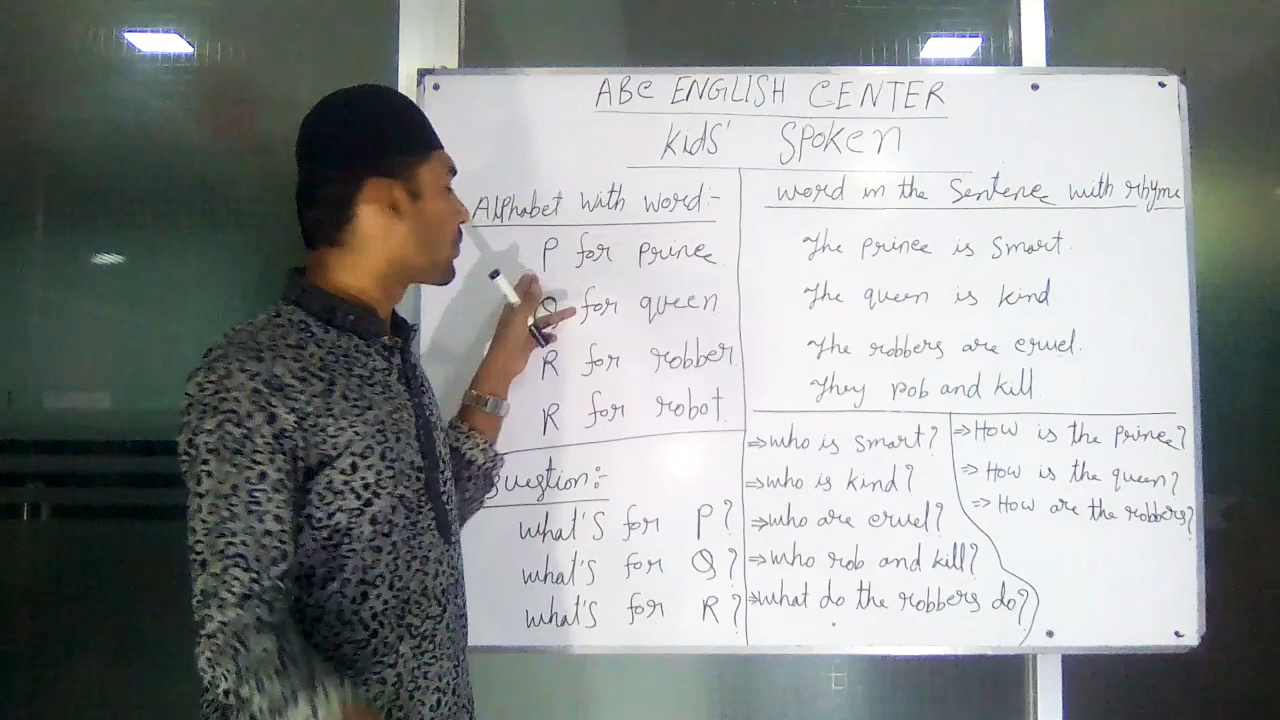 ABC ENGLISH CENTER
Kids' SPOKEN
Alphabet with word:-
P for prince
Q for queen
R for robber
R for robot.
Question:-
what's for P?
what's for Q?
what's for R?
word in the Sentence with rhyme
The prince is smart.
The queen is kind
The robbers are cruel.
They rob and kill
⇒who is smart?
⇒who is kind?
⇒who are cruel?
⇒who rob and kill?
⇒what do the robbers do?
⇒How is the prince?
⇒How is the queen?
⇒How are the robbers?